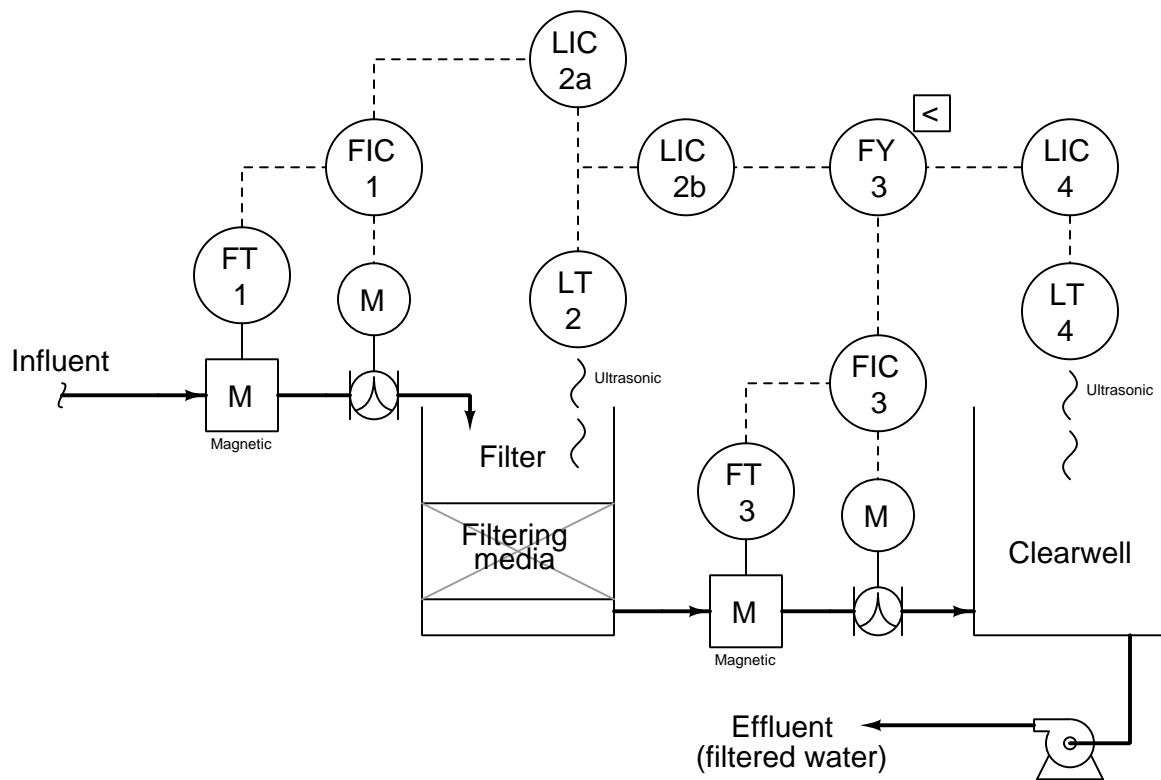 LIC
2a
<
FIC
1
LIC
2b
FY
3
LIC
4
FT
1
M
LT
2
LT
4
Influent
M
Magnetic
Ultrasonic
FIC
3
Ultrasonic
Filter
FT
3
M
Filtering
media
Clearwell
M
Magnetic
Effluent
(filtered water)